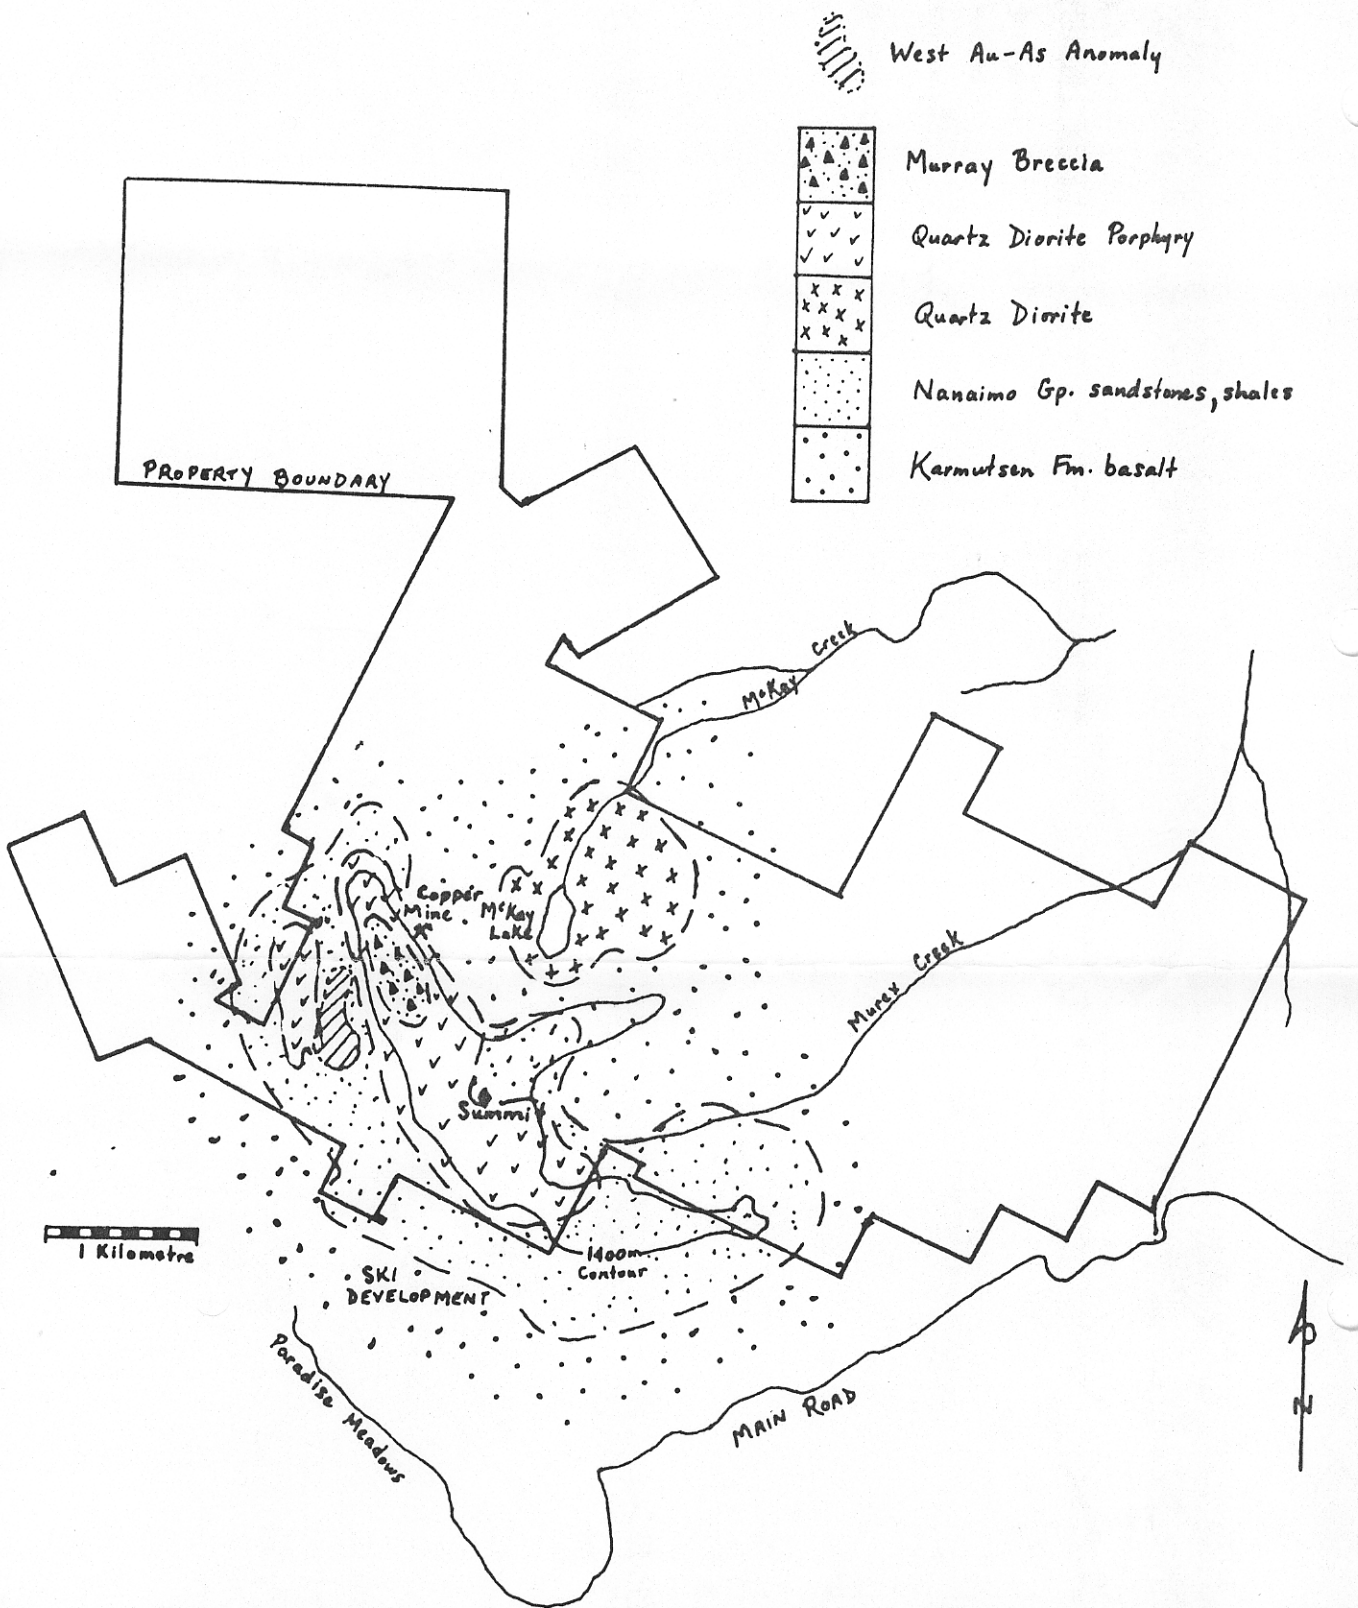 West Au-As Anomaly
Murray Breccia
Quartz Diorite Porphyry
Quartz Diorite
Nanaimo Gp. sandstones, shales
Karmutsen Fm. basalt
PROPERTY BOUNDARY
McKay Creek
Copper
Mine
McKay
Lake
Murex Creek
Summit
1 Kilometre
1400m
Contour
SKI
DEVELOPMENT
Paradise Meadows
MAIN ROAD
N